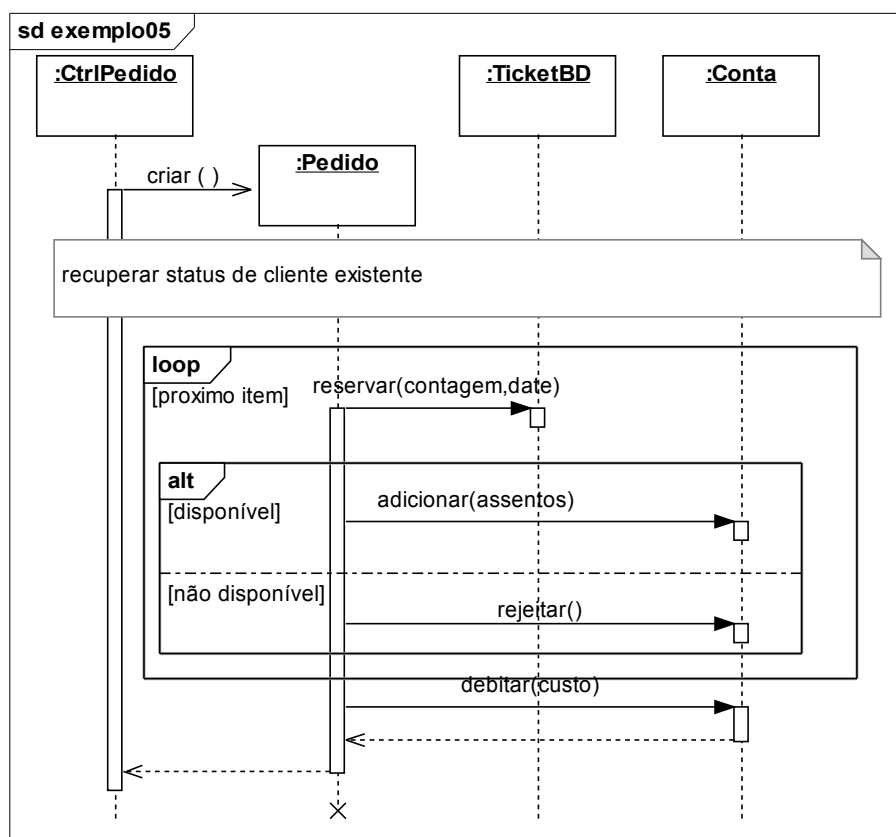 sd exemplo05
:CtrlPedido
:TicketBD
:Conta
:Pedido
criar ( )
recuperar status de cliente existente
loop
[proximo item]
reservar(contagem,date)
alt
[disponível]
adicionar(assentos)
[não disponível]
rejeitar()
debitar(custo)